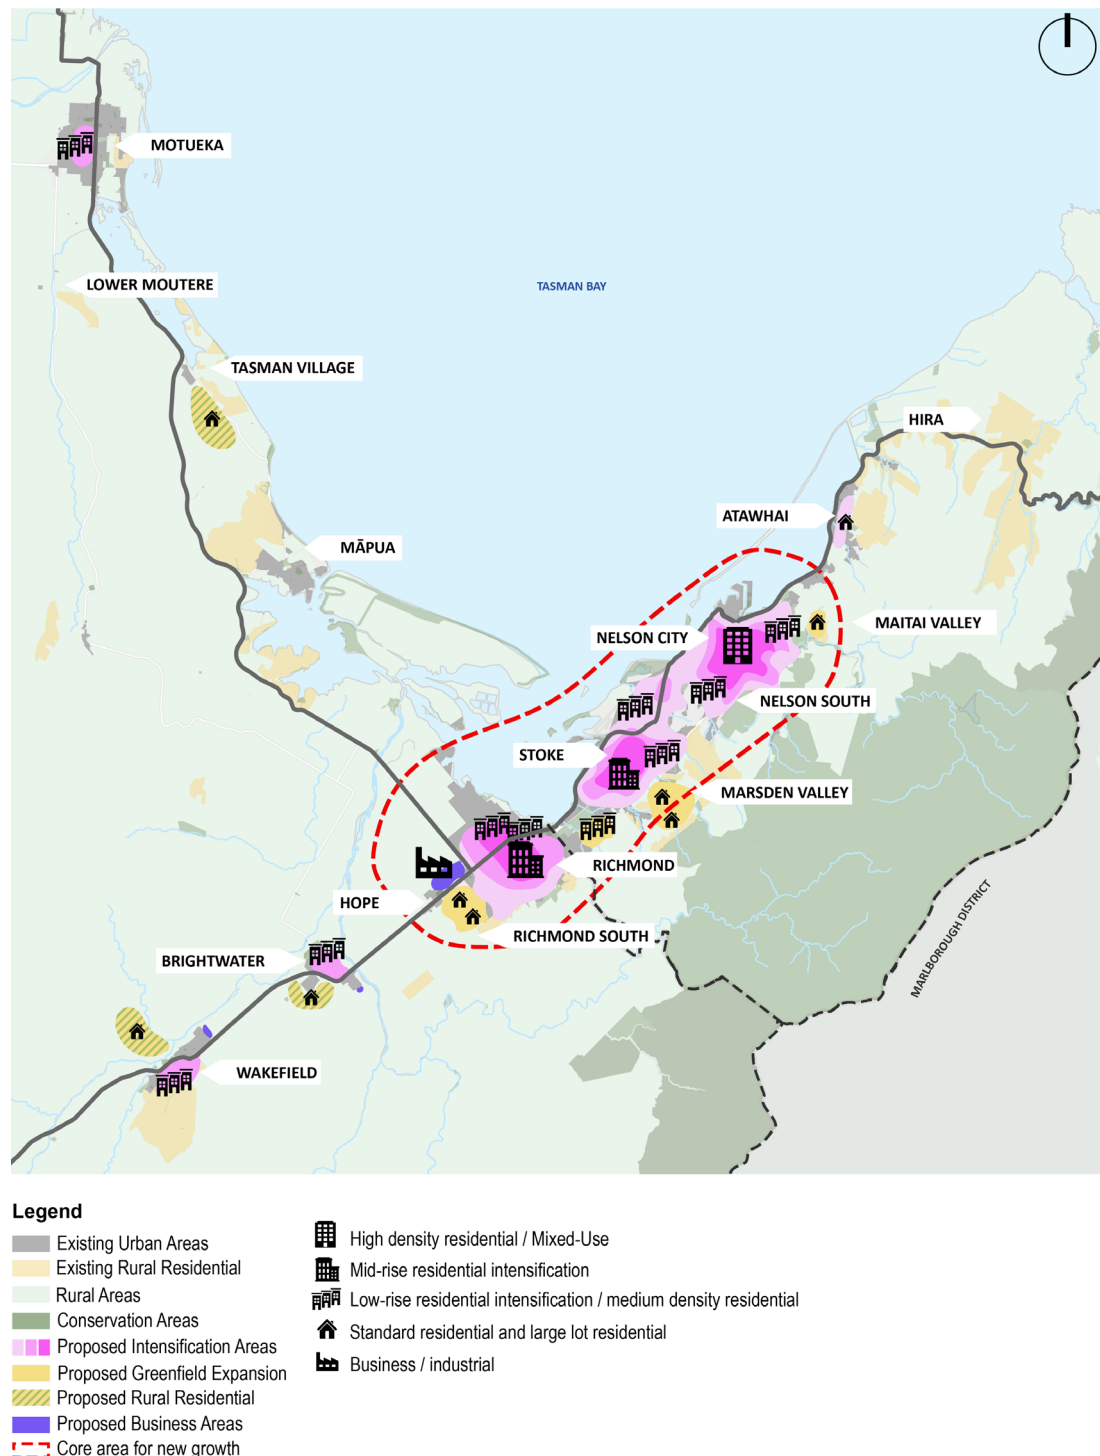 MOTUEKA
LOWER MOUTERE
TASMAN BAY
TASMAN VILLAGE
HIRA
ATAWHAI
MĀPUA
MAITAI VALLEY
NELSON CITY
NELSON SOUTH
STOKE
MARSDEN VALLEY
RICHMOND
HOPE
RICHMOND SOUTH
MARLBOROUGH DISTRICT
BRIGHTWATER
WAKEFIELD
Legend
Existing Urban Areas
Existing Rural Residential
Rural Areas
Conservation Areas
Proposed Intensification Areas
Proposed Greenfield Expansion
Proposed Rural Residential
Proposed Business Areas
Core area for new growth
High density residential / Mixed-Use
Mid-rise residential intensification
Low-rise residential intensification / medium density residential
Standard residential and large lot residential
Business / industrial